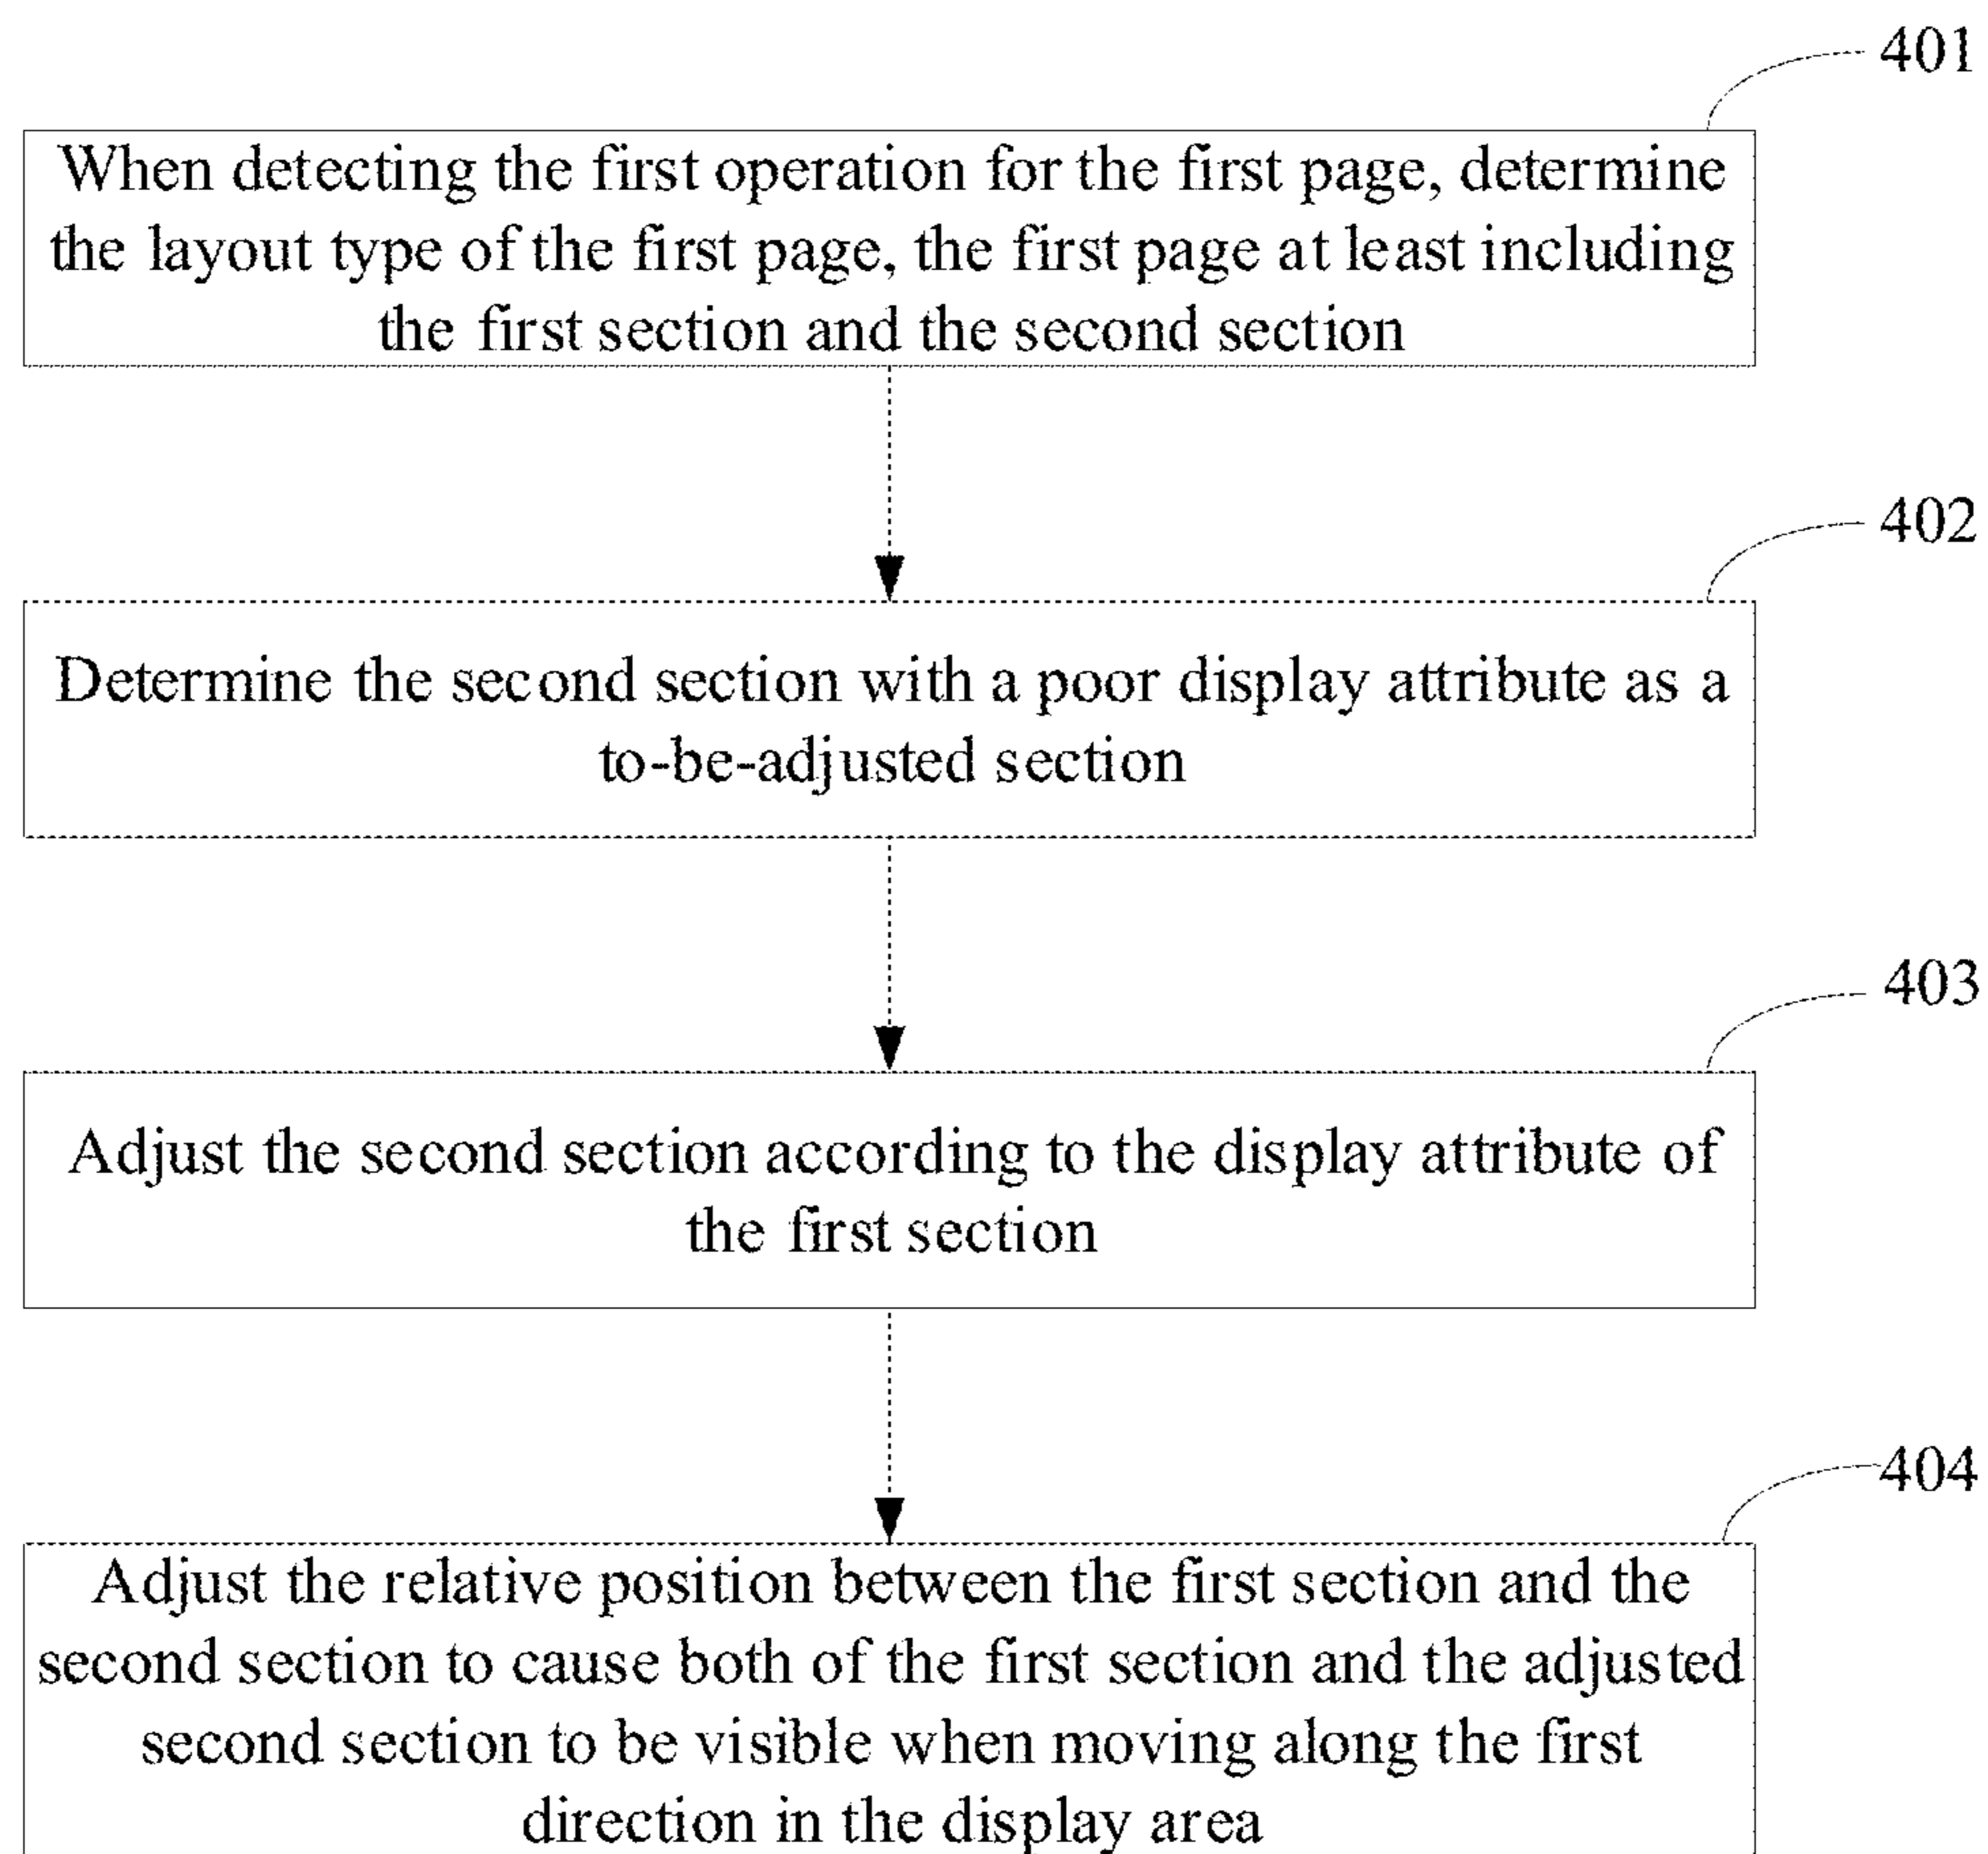 401
When detecting the first operation for the first page, determine
the layout type of the first page, the first page at least including
the first section and the second section
402
Determine the second section with a poor display attribute as a
to-be-adjusted section
403
Adjust the second section according to the display attribute of
the first section
404
Adjust the relative position between the first section and the
second section to cause both of the first section and the adjusted
second section to be visible when moving along the first
direction in the display area